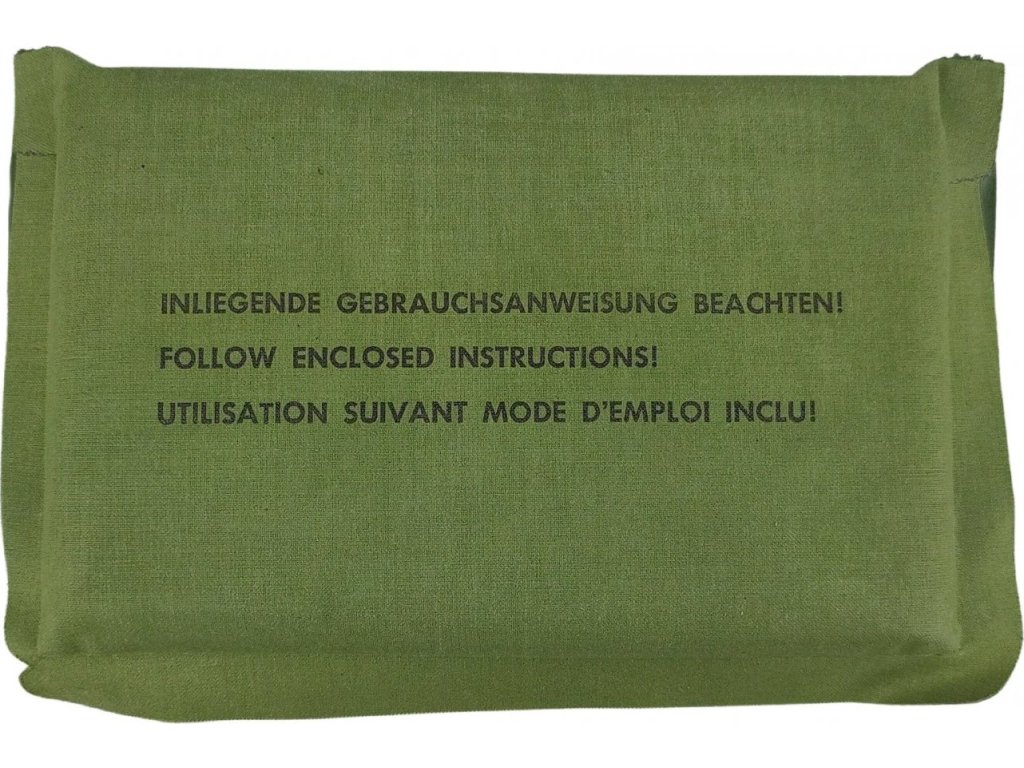 INLIEGENDE GEBRAUCHSANWEISUNG BEACHTEN!
FOLLOW ENCLOSED INSTRUCTIONS!
UTILISATION SUIVANT MODE D'EMPLOI INCLU!